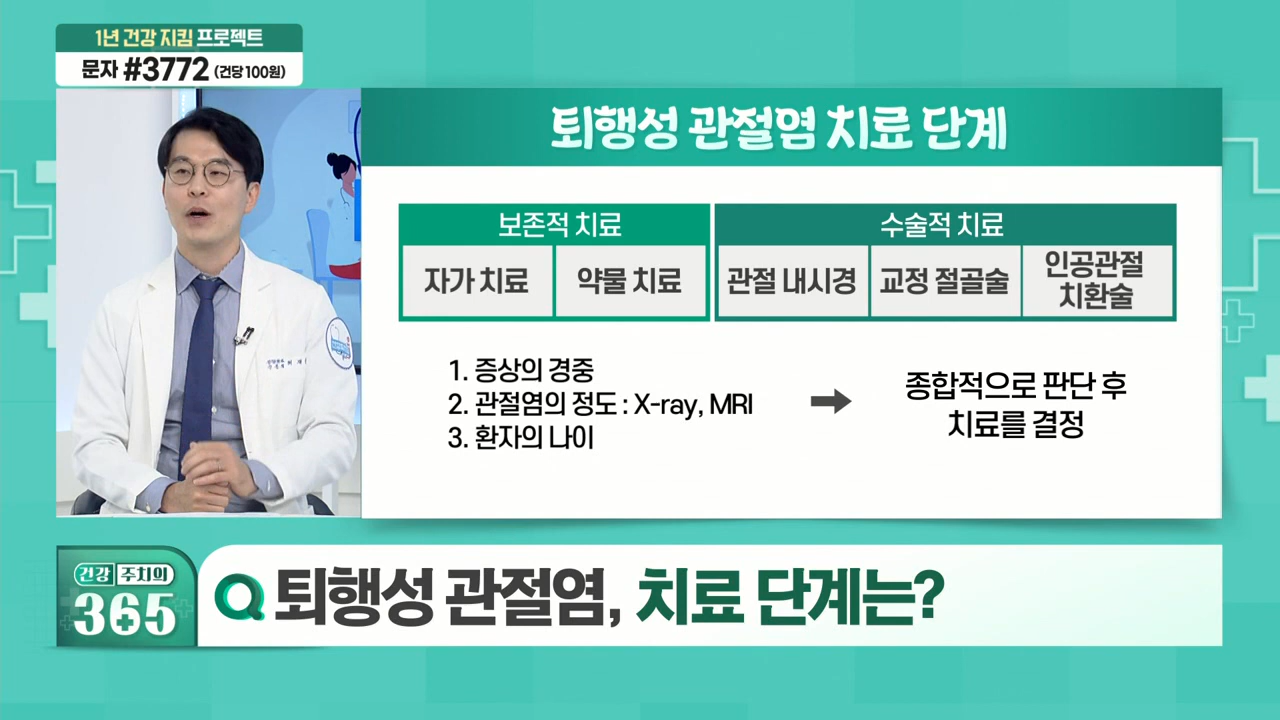 1년 건강 지킴 프로젝트
문자 #3772 (건당 100원)
퇴행성 관절염 치료 단계
보존적 치료
수술적 치료
자가 치료
약물 치료
관절 내시경
교정 절골술
인공관절
치환술
1. 증상의 경중
2. 관절염의 정도 : X-ray, MRI
3. 환자의 나이
종합적으로 판단 후
치료를 결정
건강 주치의
365
Q 퇴행성 관절염, 치료 단계는?